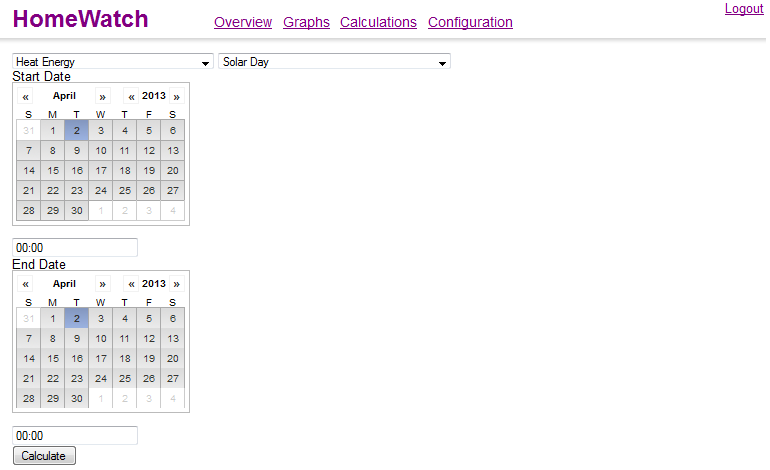 HomeWatch Overview Graphs Calculations Configuration Logout
Heat Energy Solar Day
Start Date
« April » « 2013 »
S M T W T F S
31 1 2 3 4 5 6
7 8 9 10 11 12 13
14 15 16 17 18 19 20
21 22 23 24 25 26 27
28 29 30 1 2 3 4
00:00
End Date
« April » « 2013 »
S M T W T F S
31 1 2 3 4 5 6
7 8 9 10 11 12 13
14 15 16 17 18 19 20
21 22 23 24 25 26 27
28 29 30 1 2 3 4
00:00
Calculate